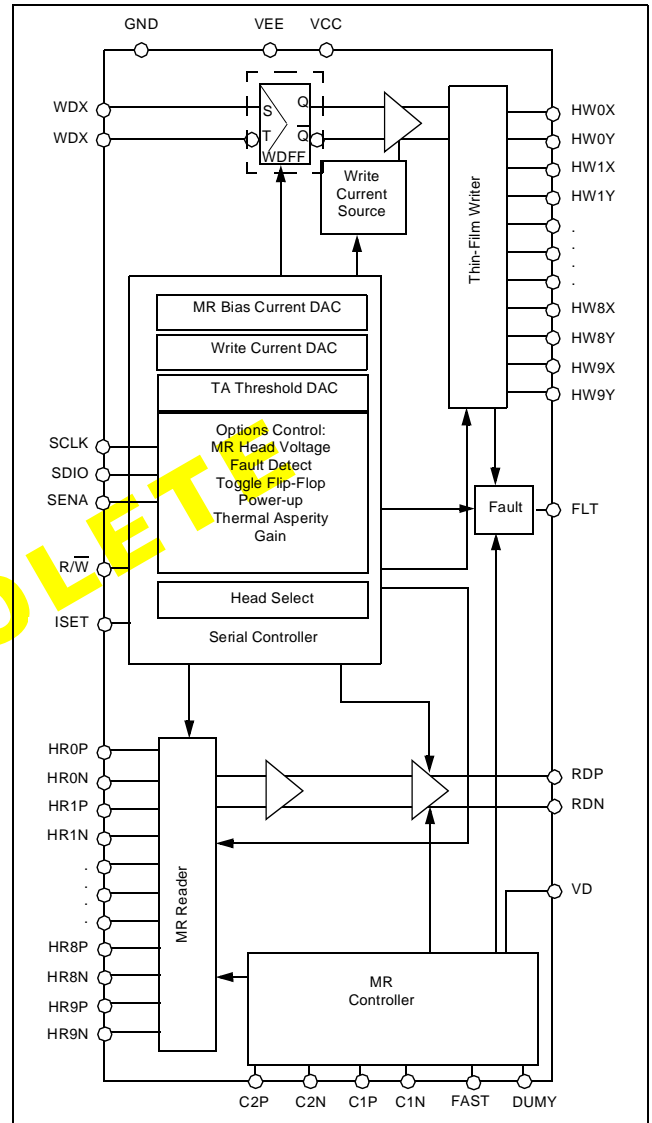 GND VEE VCC
WDX
WDX
S Q
T Q̅
WDFF
Write
Current
Source
Thin-Film Writer
HW0X
HW0Y
HW1X
HW1Y
.
.
.
.
HW8X
HW8Y
HW9X
HW9Y
MR Bias Current DAC
Write Current DAC
TA Threshold DAC
Options Control:
MR Head Voltage
Fault Detect
Toggle Flip-Flop
Power-up
Thermal Asperity
Gain
Head Select
Serial Controller
SCLK
SDIO
SENA
R/W̅
ISET
Fault
FLT
OLETE
HR0P
HR0N
HR1P
HR1N
.
.
.
.
HR8P
HR8N
HR9P
HR9N
MR Reader
RDP
RDN
VD
MR
Controller
C2P C2N C1P C1N FAST DUMY